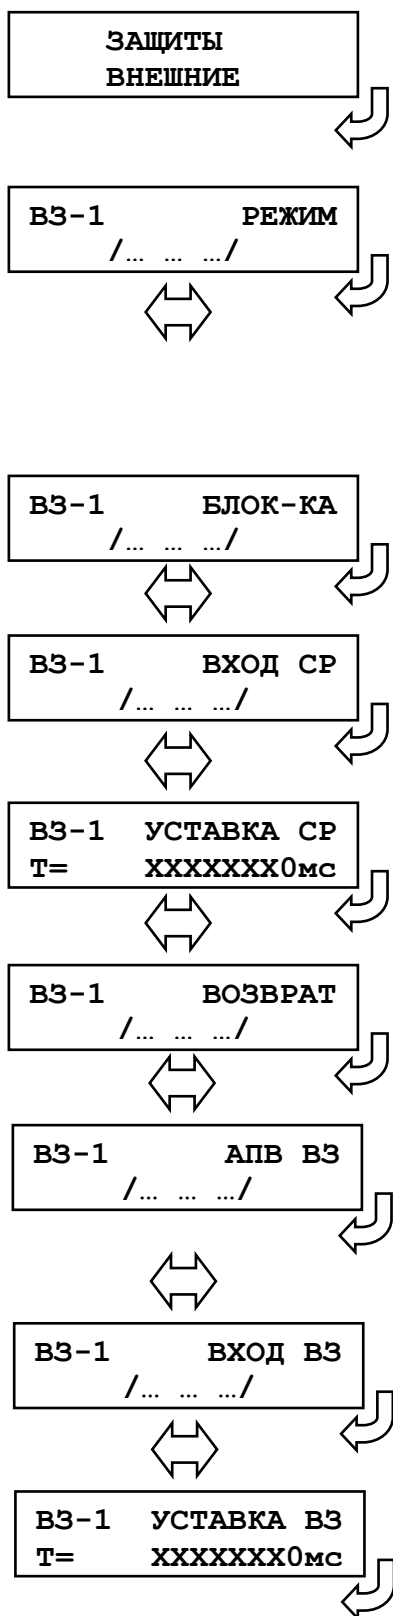 ЗАЩИТЫ
ВНЕШНИЕ
ВЗ-1 РЕЖИМ
/… … …/
ВЗ-1 БЛОК-КА
/… … …/
ВЗ-1 ВХОД СР
/… … …/
ВЗ-1 УСТАВКА СР
Т= ХХХХХХХ0мс
ВЗ-1 ВОЗВРАТ
/… … …/
ВЗ-1 АПВ ВЗ
/… … …/
ВЗ-1 ВХОД ВЗ
/… … …/
ВЗ-1 УСТАВКА ВЗ
Т= ХХХХХХХ0мс